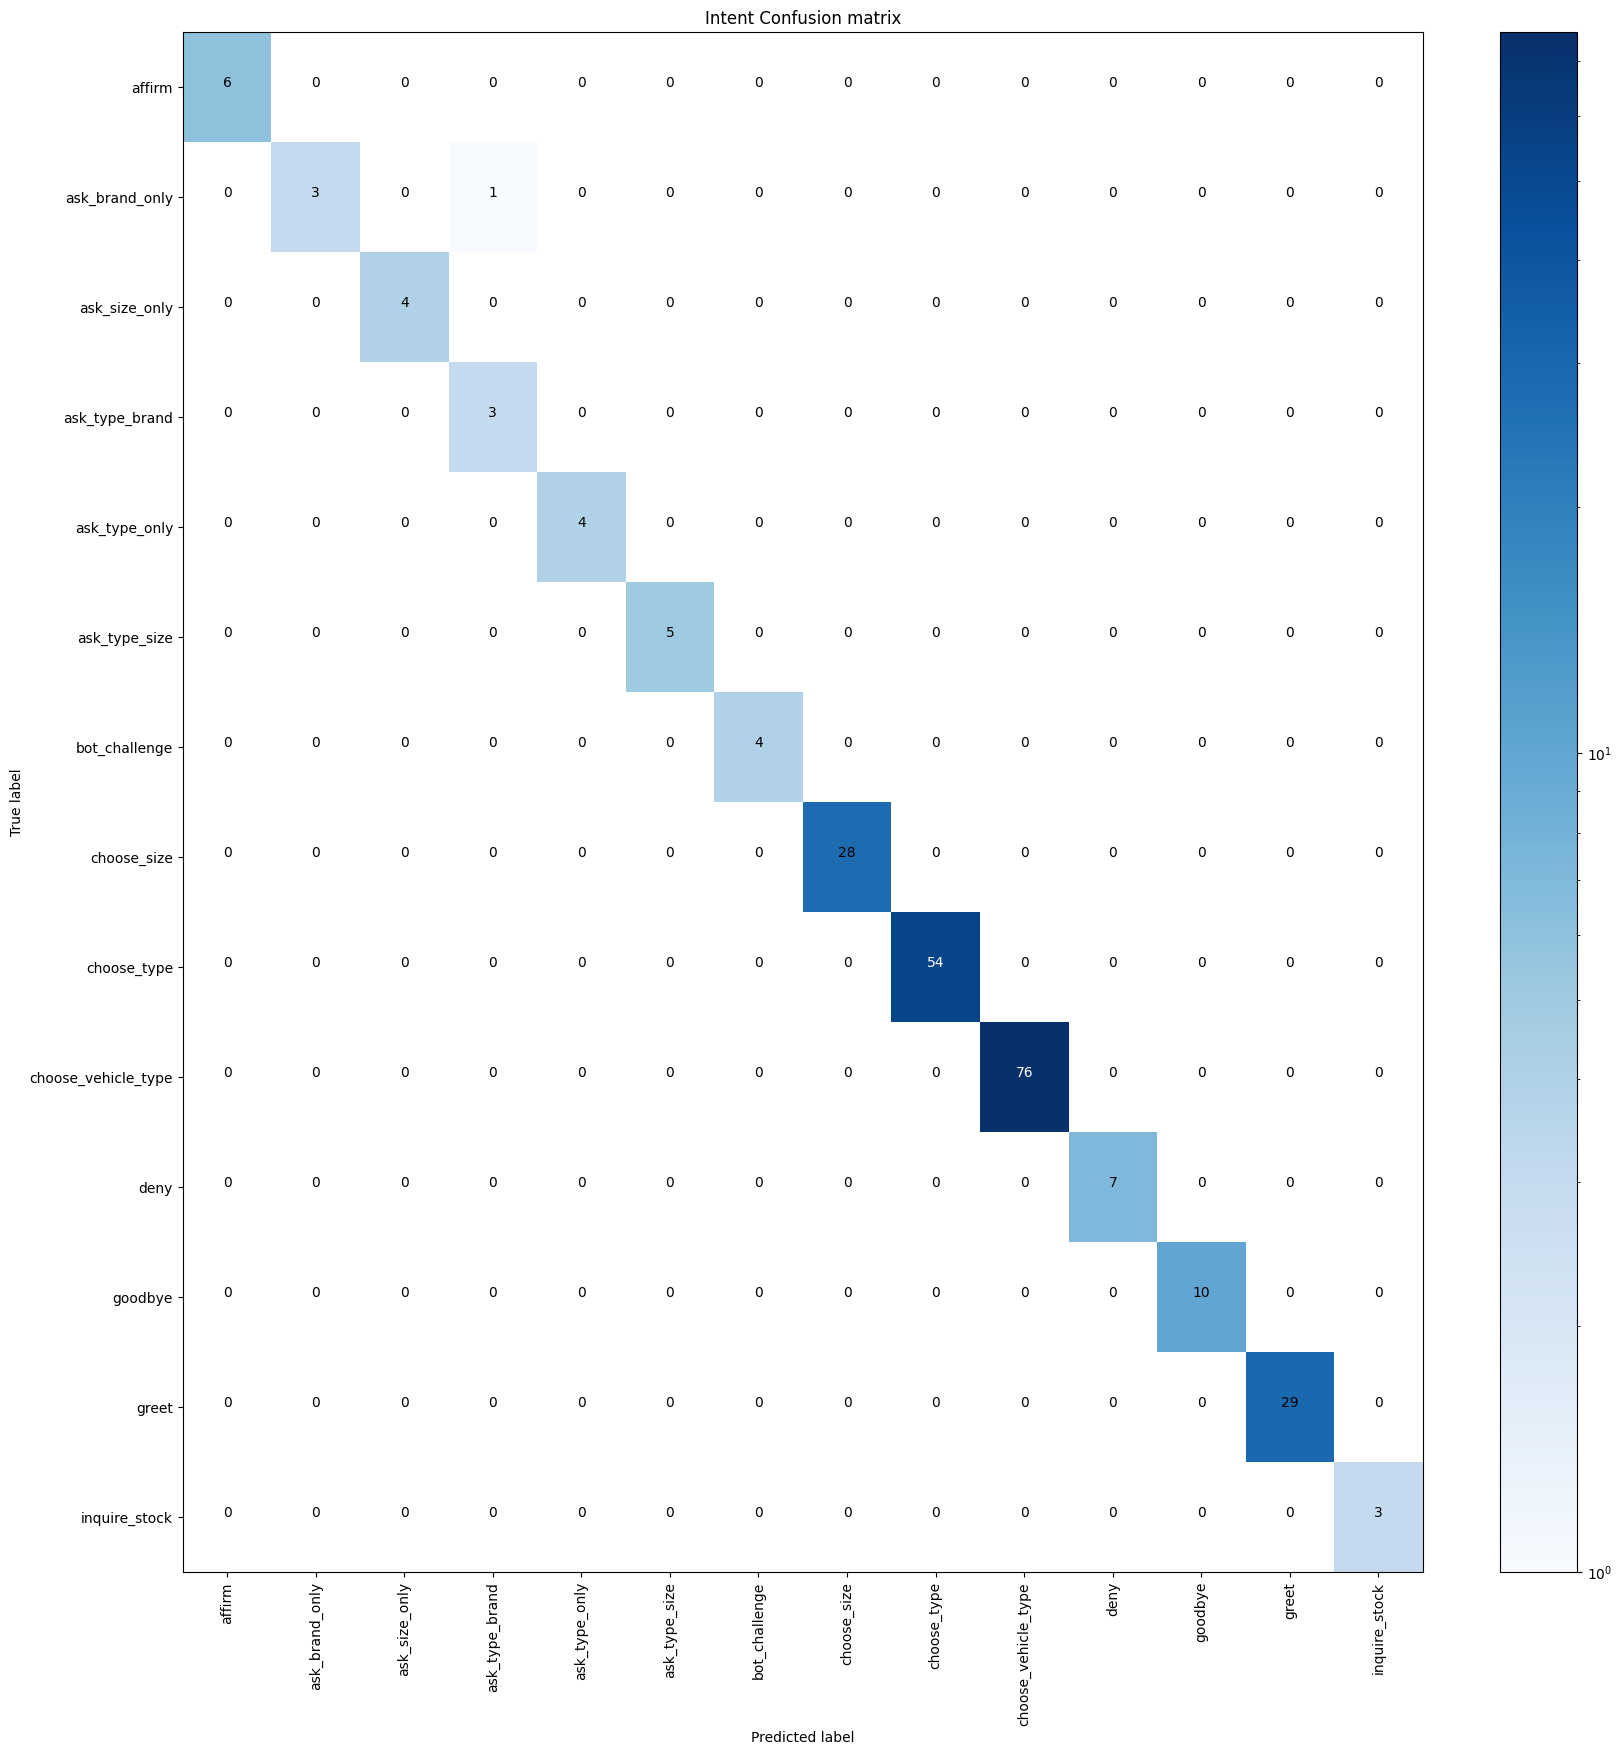 Intent Confusion matrix
True label
affirm 6 0 0 0 0 0 0 0 0 0 0 0 0 0
ask_brand_only 0 3 0 1 0 0 0 0 0 0 0 0 0 0
ask_size_only 0 0 4 0 0 0 0 0 0 0 0 0 0 0
ask_type_brand 0 0 0 3 0 0 0 0 0 0 0 0 0 0
ask_type_only 0 0 0 0 4 0 0 0 0 0 0 0 0 0
ask_type_size 0 0 0 0 0 5 0 0 0 0 0 0 0 0
bot_challenge 0 0 0 0 0 0 4 0 0 0 0 0 0 0
choose_size 0 0 0 0 0 0 0 28 0 0 0 0 0 0
choose_type 0 0 0 0 0 0 0 0 54 0 0 0 0 0
choose_vehicle_type 0 0 0 0 0 0 0 0 0 76 0 0 0 0
deny 0 0 0 0 0 0 0 0 0 0 7 0 0 0
goodbye 0 0 0 0 0 0 0 0 0 0 0 10 0 0
greet 0 0 0 0 0 0 0 0 0 0 0 0 29 0
inquire_stock 0 0 0 0 0 0 0 0 0 0 0 0 0 3
affirm
ask_brand_only
ask_size_only
ask_type_brand
ask_type_only
ask_type_size
bot_challenge
choose_size
choose_type
choose_vehicle_type
deny
goodbye
greet
inquire_stock
Predicted label
10¹
10⁰